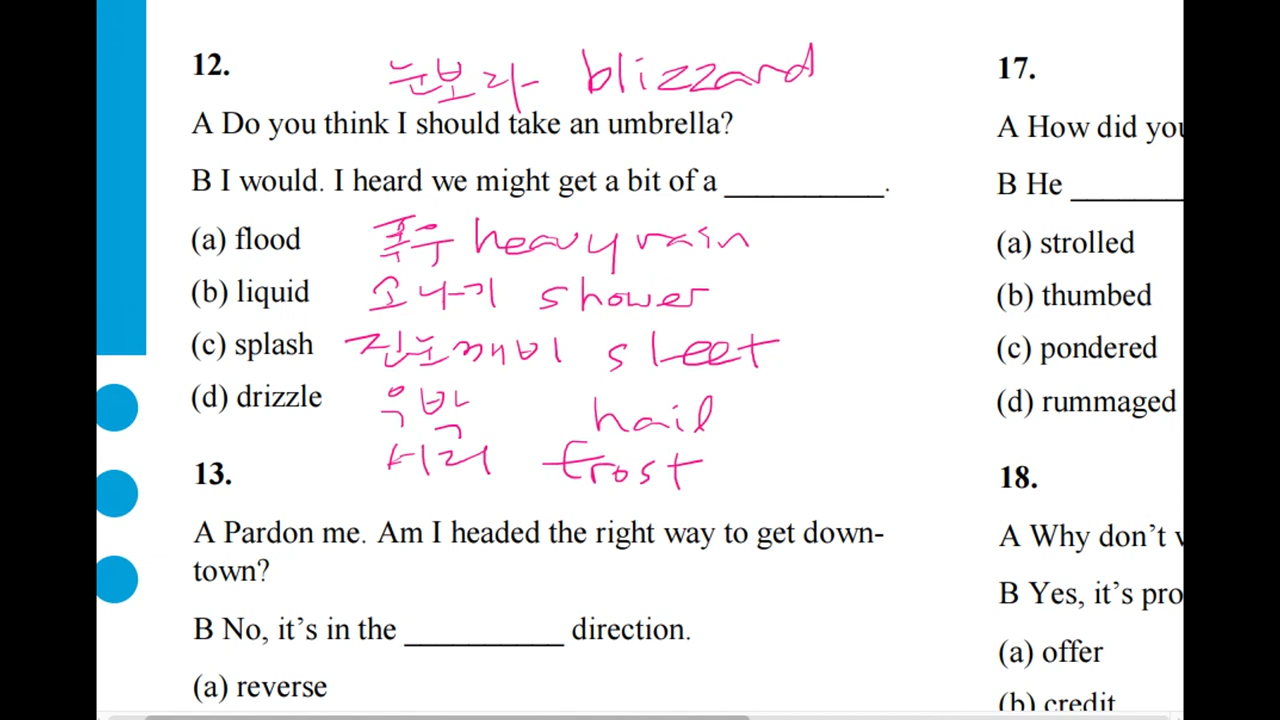 12.
눈보라 blizzard
A Do you think I should take an umbrella?
B I would. I heard we might get a bit of a __________.
(a) flood 폭우 heavy rain
(b) liquid 소나기 shower
(c) splash 진눈깨비 sleet
(d) drizzle 우박 hail
서리 frost
13.
A Pardon me. Am I headed the right way to get down-
town?
B No, it's in the __________ direction.
(a) reverse
17.
A How did you
B He ________
(a) strolled
(b) thumbed
(c) pondered
(d) rummaged
18.
A Why don't
B Yes, it's pro
(a) offer
(b) credit